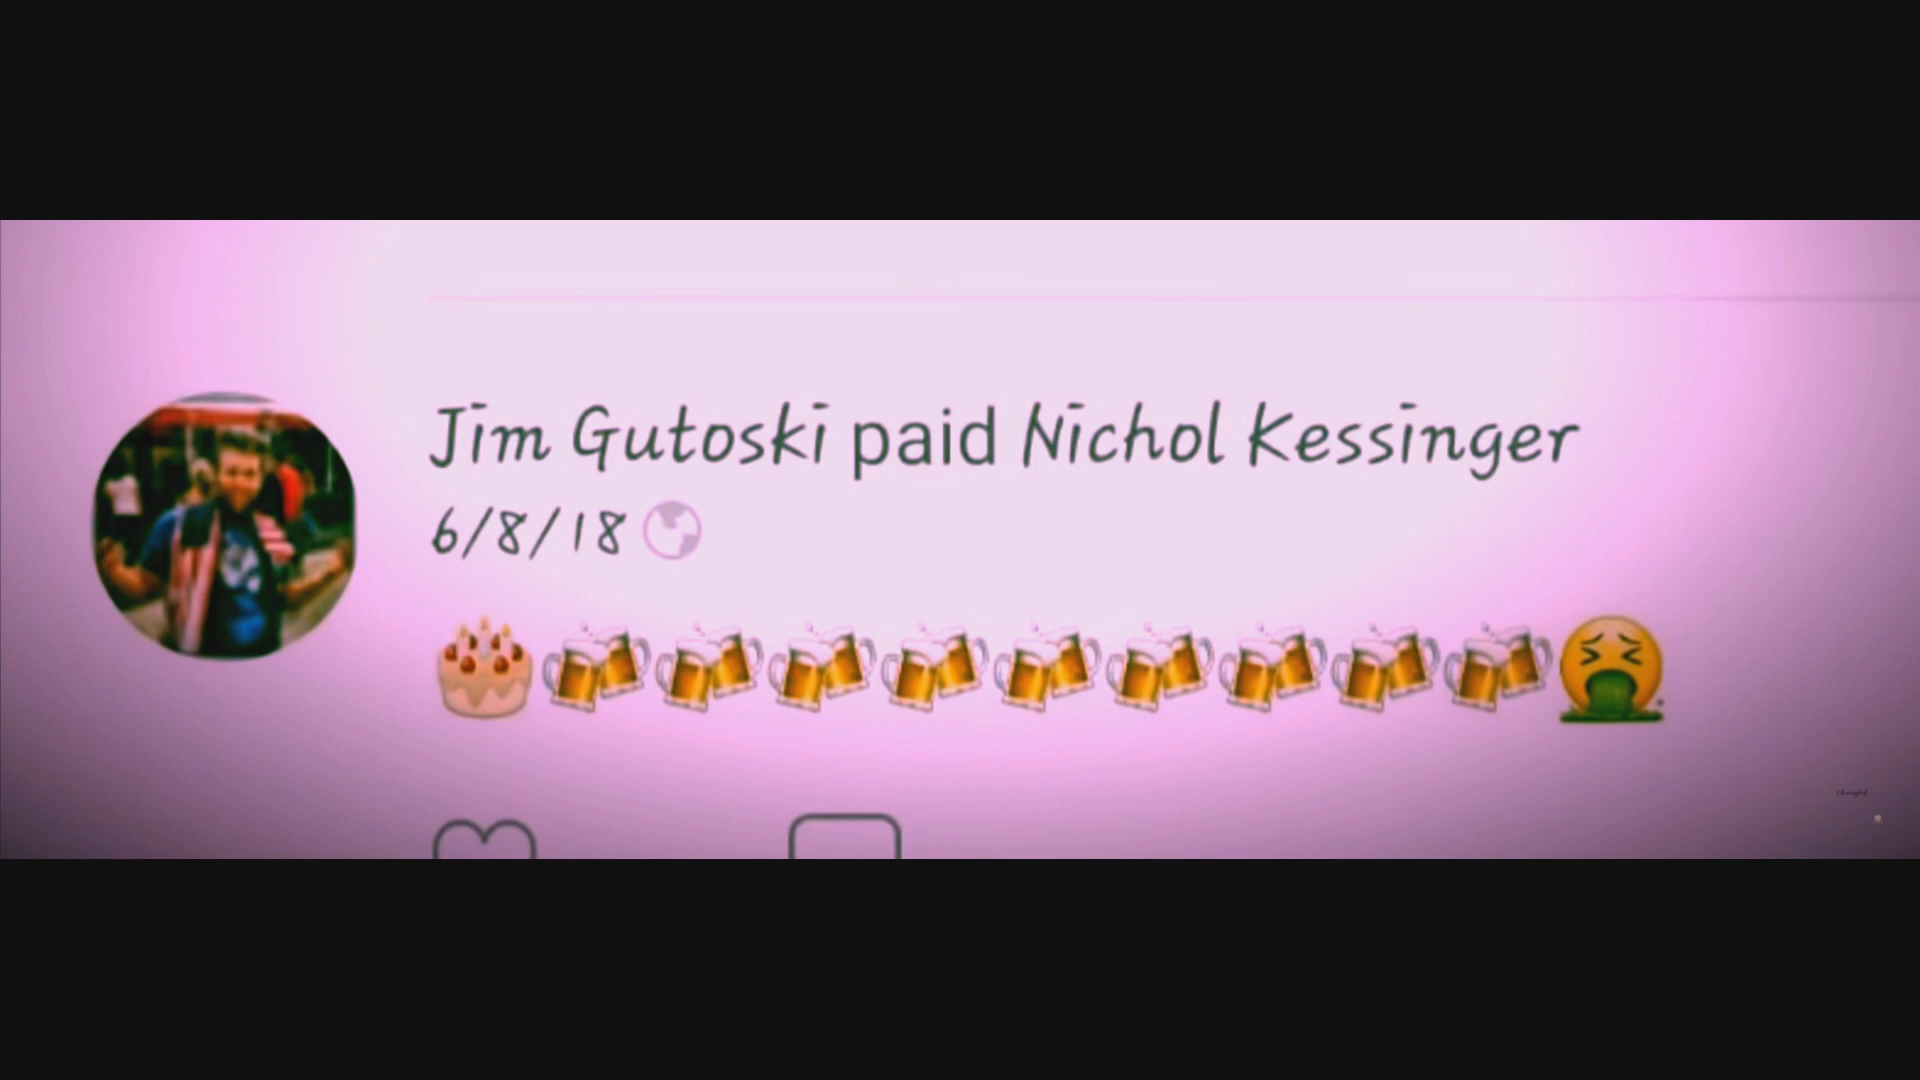 Jim Gutoski paid Nichol Kessinger
6/8/18
🎂🍻🍻🍻🍻🍻🍻🍻🍻🍻🤮